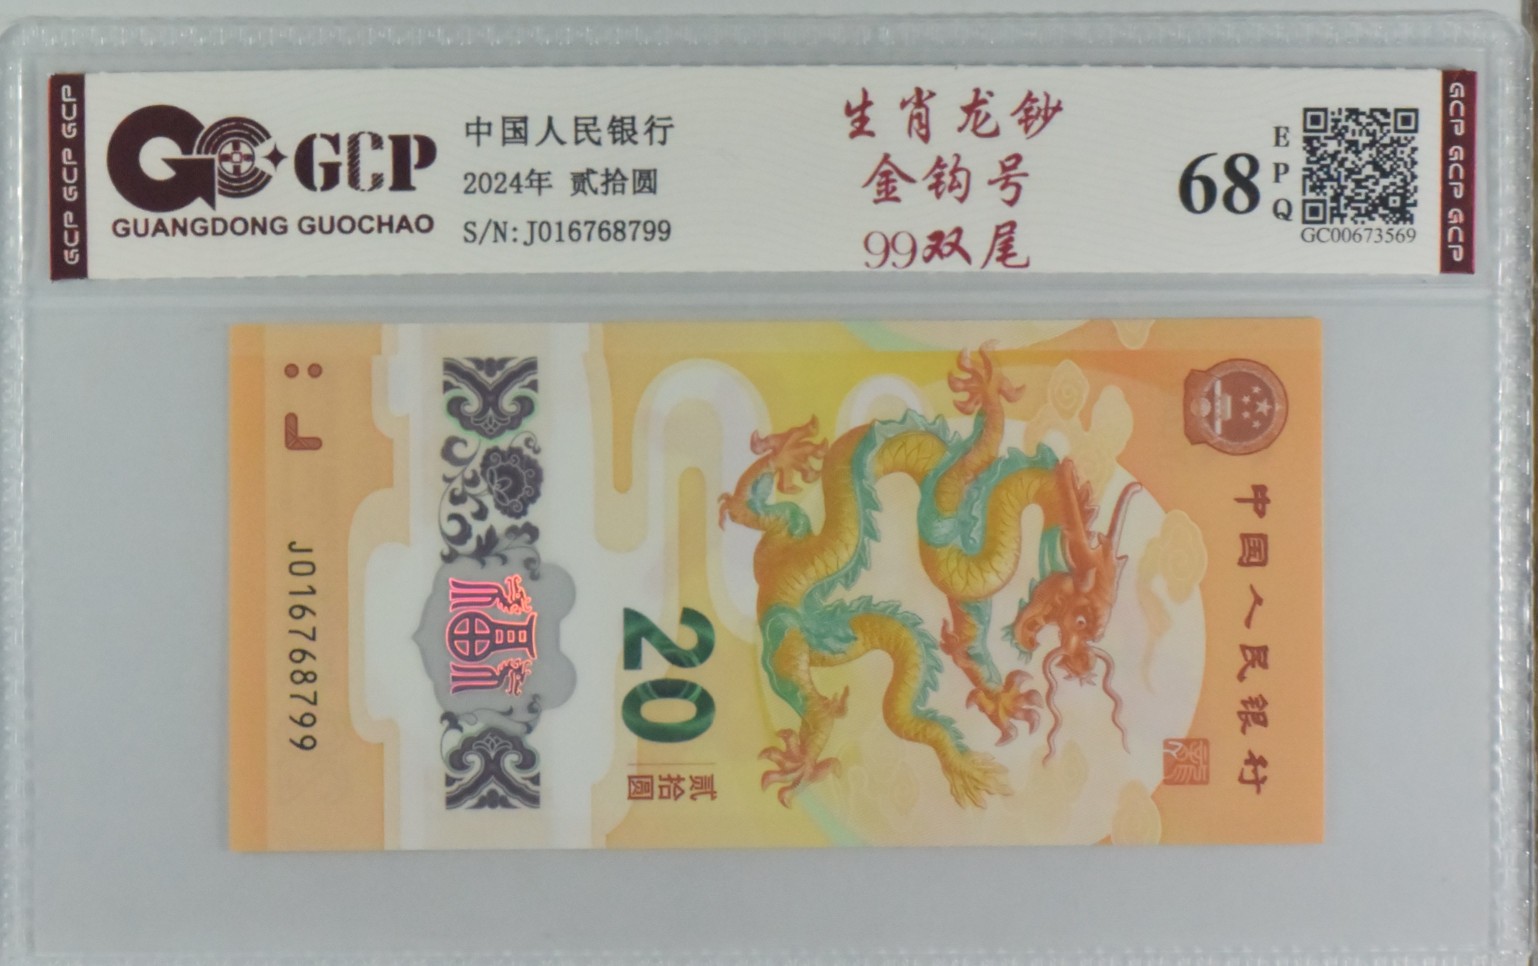 GCP GCP GCP
GCP
GUANGDONG GUOCHAO
中国人民银行
2024年 贰拾圆
S/N:J016768799
生肖龙钞
金钩号
99双尾
68
EPQ
GC00673569
GCP GCP GCP
J016768799
20
贰拾圆
中国人民银行